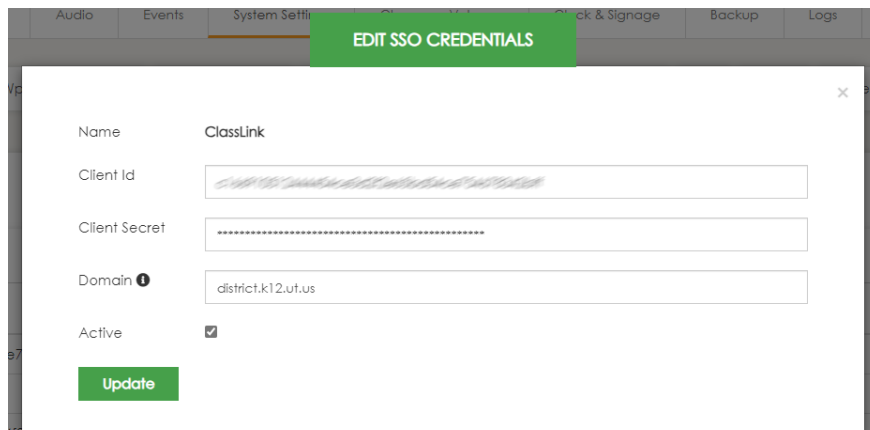 Audio Events System Setti Clock & Signage Backup Logs
EDIT SSO CREDENTIALS
×
Name ClassLink
Client Id
Client Secret ************************************************
Domain
district.k12.ut.us
Active
Update